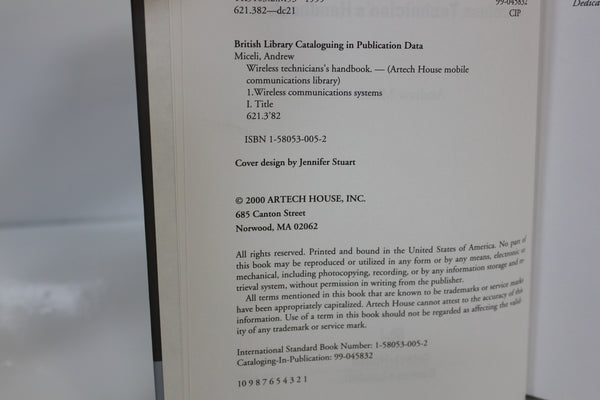 621.382—dc21
99-045832
CIP
Dedica
British Library Cataloguing in Publication Data
Miceli, Andrew
Wireless technicians's handbook. — (Artech House mobile
communications library)
1.Wireless communications systems
I. Title
621.3'82
ISBN 1-58053-005-2
Cover design by Jennifer Stuart
© 2000 ARTECH HOUSE, INC.
685 Canton Street
Norwood, MA 02062
All rights reserved. Printed and bound in the United States of America. No part of
this book may be reproduced or utilized in any form or by any means, electronic or
mechanical, including photocopying, recording, or by any information storage and re-
trieval system, without permission in writing from the publisher.
All terms mentioned in this book that are known to be trademarks or service marks
have been appropriately capitalized. Artech House cannot attest to the accuracy of this
information. Use of a term in this book should not be regarded as affecting the valid-
ity of any trademark or service mark.
International Standard Book Number: 1-58053-005-2
Cataloging-In-Publication: 99-045832
10 9 8 7 6 5 4 3 2 1